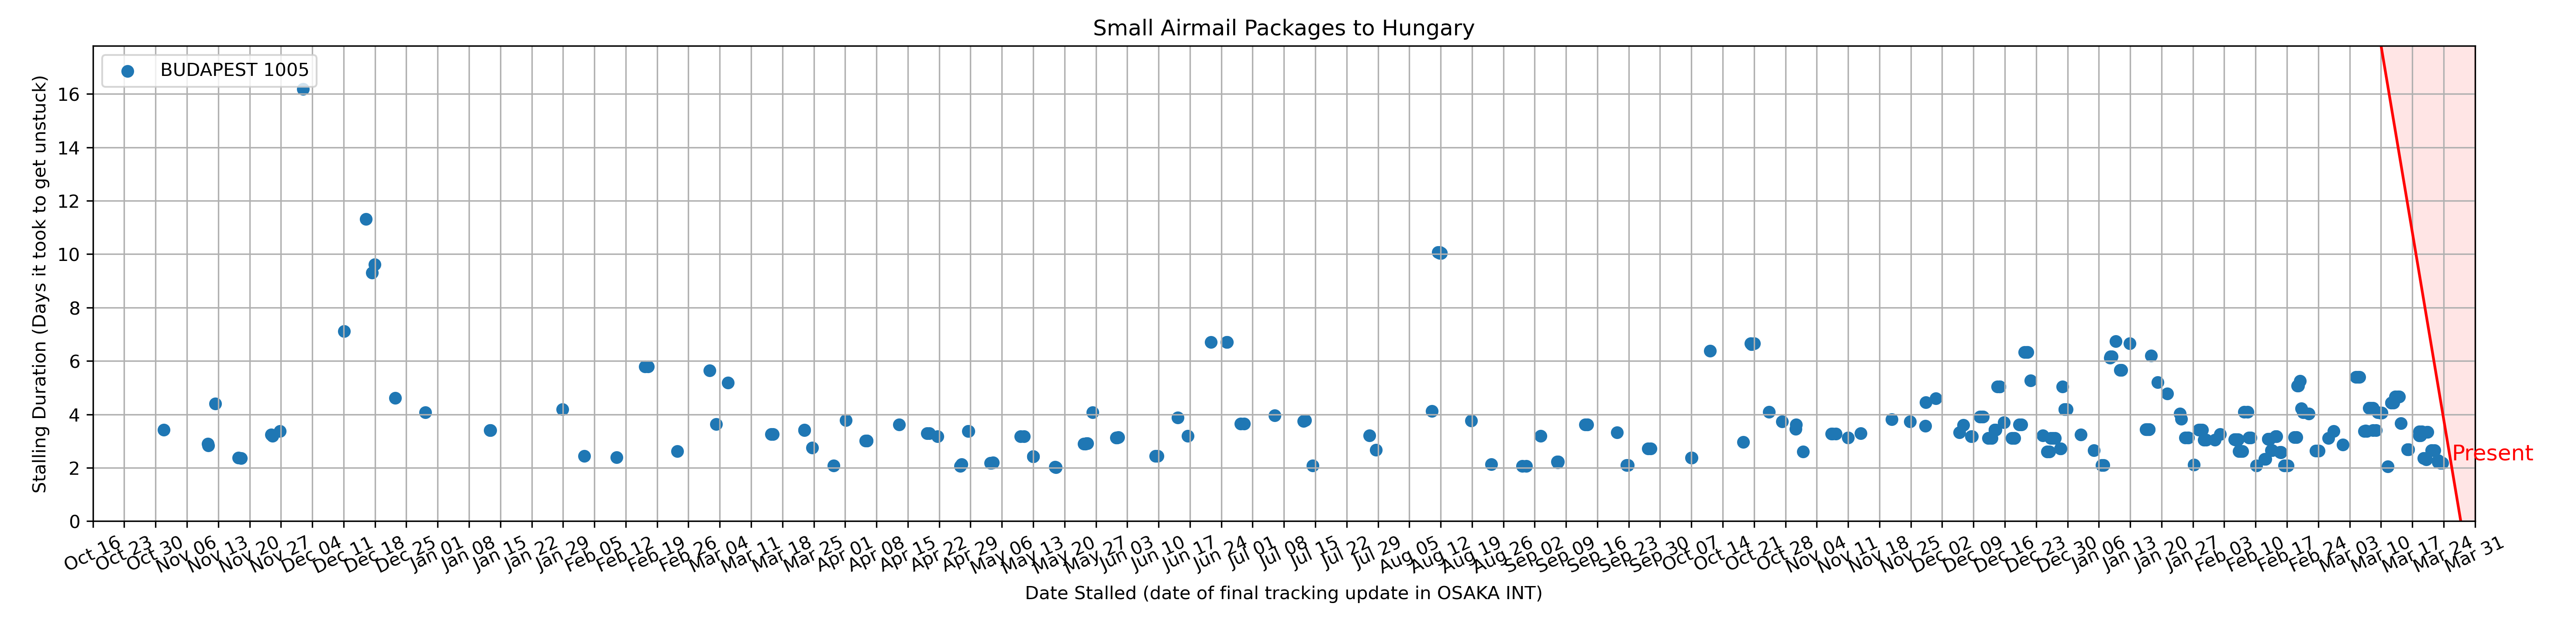 Small Airmail Packages to Hungary
BUDAPEST 1005
Stalling Duration (Days it took to get unstuck)
16
14
12
10
8
6
4
2
0
Present
Oct 16 Oct 23 Oct 30 Nov 06 Nov 13 Nov 20 Nov 27 Dec 04 Dec 11 Dec 18 Dec 25 Jan 01 Jan 08 Jan 15 Jan 22 Jan 29 Feb 05 Feb 12 Feb 19 Feb 26 Mar 04 Mar 11 Mar 18 Mar 25 Apr 01 Apr 08 Apr 15 Apr 22 Apr 29 May 06 May 13 May 20 May 27 Jun 03 Jun 10 Jun 17 Jun 24 Jul 01 Jul 08 Jul 15 Jul 22 Jul 29 Aug 05 Aug 12 Aug 19 Aug 26 Sep 02 Sep 09 Sep 16 Sep 23 Sep 30 Oct 07 Oct 14 Oct 21 Oct 28 Nov 04 Nov 11 Nov 18 Nov 25 Dec 02 Dec 09 Dec 16 Dec 23 Dec 30 Jan 06 Jan 13 Jan 20 Jan 27 Feb 03 Feb 10 Feb 17 Feb 24 Mar 03 Mar 10 Mar 17 Mar 24 Mar 31
Date Stalled (date of final tracking update in OSAKA INT)